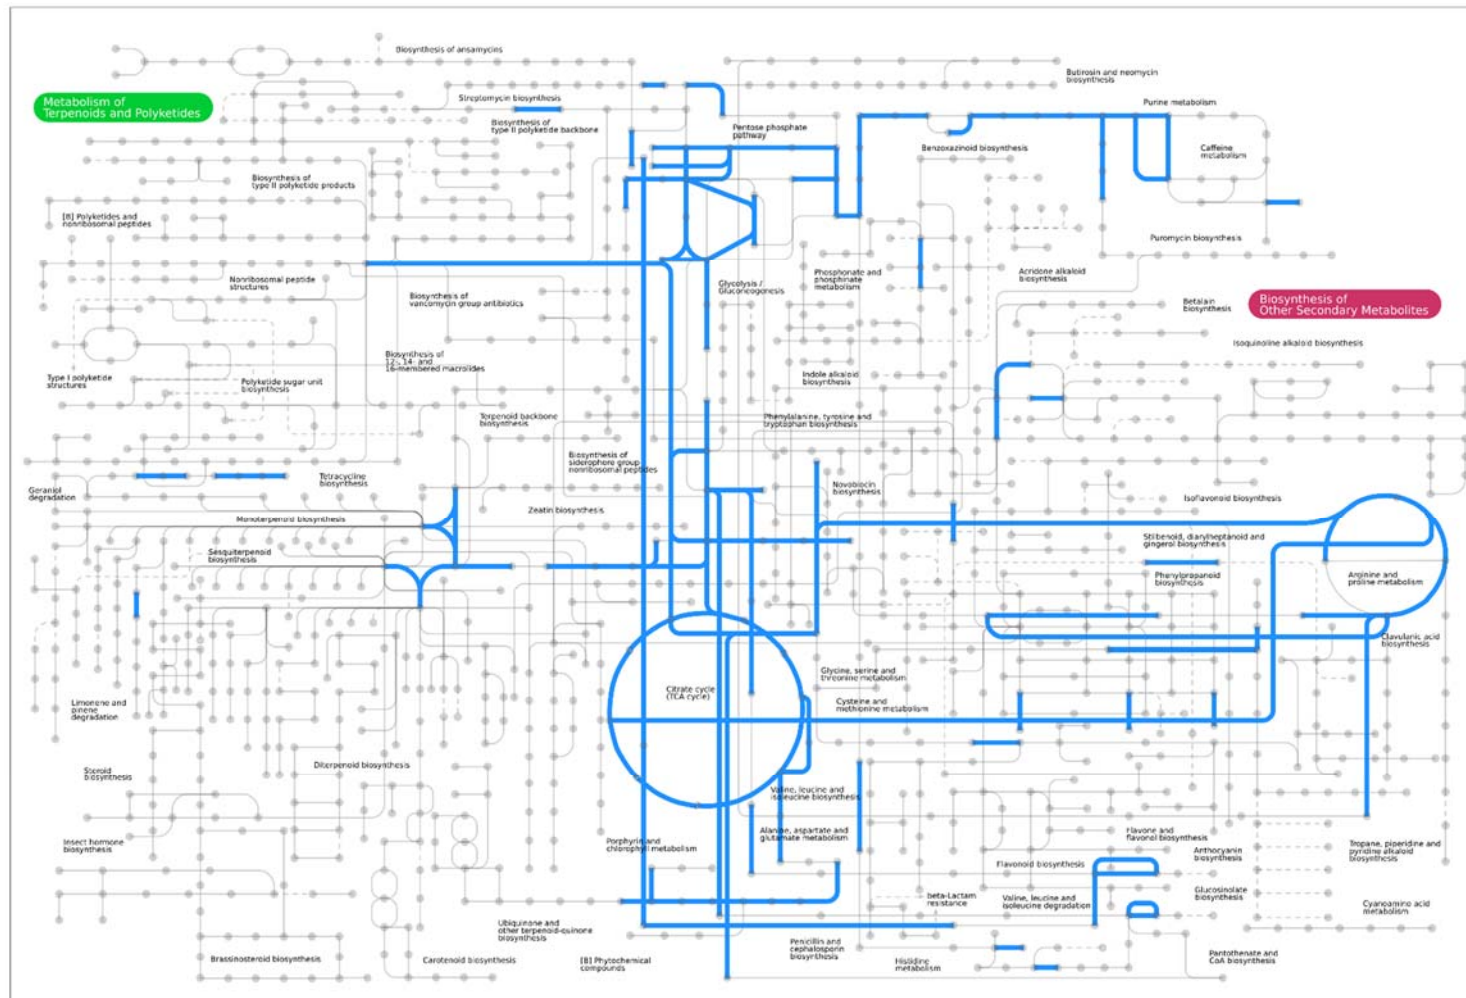 Biosynthesis of ansamycins
Butirosin and neomycin
biosynthesis
Metabolism of
Terpenoids and Polyketides
Streptomycin biosynthesis
Purine metabolism
Biosynthesis of
type II polyketide backbone
Pentose phosphate
pathway
Benzoxazinoid biosynthesis
Caffeine
metabolism
Biosynthesis of
type II polyketide products
[B] Polyketides and
nonribosomal peptides
Puromycin biosynthesis
Nonribosomal peptide
structures
Glycolysis /
Gluconeogenesis
Phosphonate and
phosphinate
metabolism
Acridone alkaloid
biosynthesis
Biosynthesis of
vancomycin group antibiotics
Betalain
biosynthesis
Biosynthesis of
Other Secondary Metabolites
Isoquinoline alkaloid biosynthesis
Biosynthesis of
12-, 14- and
16-membered macrolides
Type I polyketide
structures
Polyketide sugar unit
biosynthesis
Indole alkaloid
biosynthesis
Terpenoid backbone
biosynthesis
Phenylalanine, tyrosine and
tryptophan biosynthesis
Biosynthesis of
siderophore group
nonribosomal peptides
Tetracycline
biosynthesis
Novobiocin
biosynthesis
Geraniol
degradation
Isoflavonoid biosynthesis
Monoterpenoid biosynthesis
Zeatin biosynthesis
Stilbenoid, diarylheptanoid and
gingerol biosynthesis
Sesquiterpenoid
biosynthesis
Phenylpropanoid
biosynthesis
Arginine and
proline metabolism
Clavulanic acid
biosynthesis
Glycine, serine and
threonine metabolism
Citrate cycle
(TCA cycle)
Limonene and
pinene
degradation
Cysteine and
methionine metabolism
Diterpenoid biosynthesis
Steroid
biosynthesis
Valine, leucine and
isoleucine biosynthesis
Insect hormone
biosynthesis
Porphyrin and
chlorophyll metabolism
Alanine, aspartate and
glutamate metabolism
Flavone and
flavonol biosynthesis
Anthocyanin
biosynthesis
Tropane, piperidine and
pyridine alkaloid
biosynthesis
Flavonoid biosynthesis
beta-Lactam
resistance
Valine, leucine and
isoleucine degradation
Glucosinolate
biosynthesis
Cyanoamino acid
metabolism
Ubiquinone and
other terpenoid-quinone
biosynthesis
Brassinosteroid biosynthesis
Carotenoid biosynthesis
[B] Phytochemical
compounds
Penicillin and
cephalosporin
biosynthesis
Histidine
metabolism
Pantothenate and
CoA biosynthesis